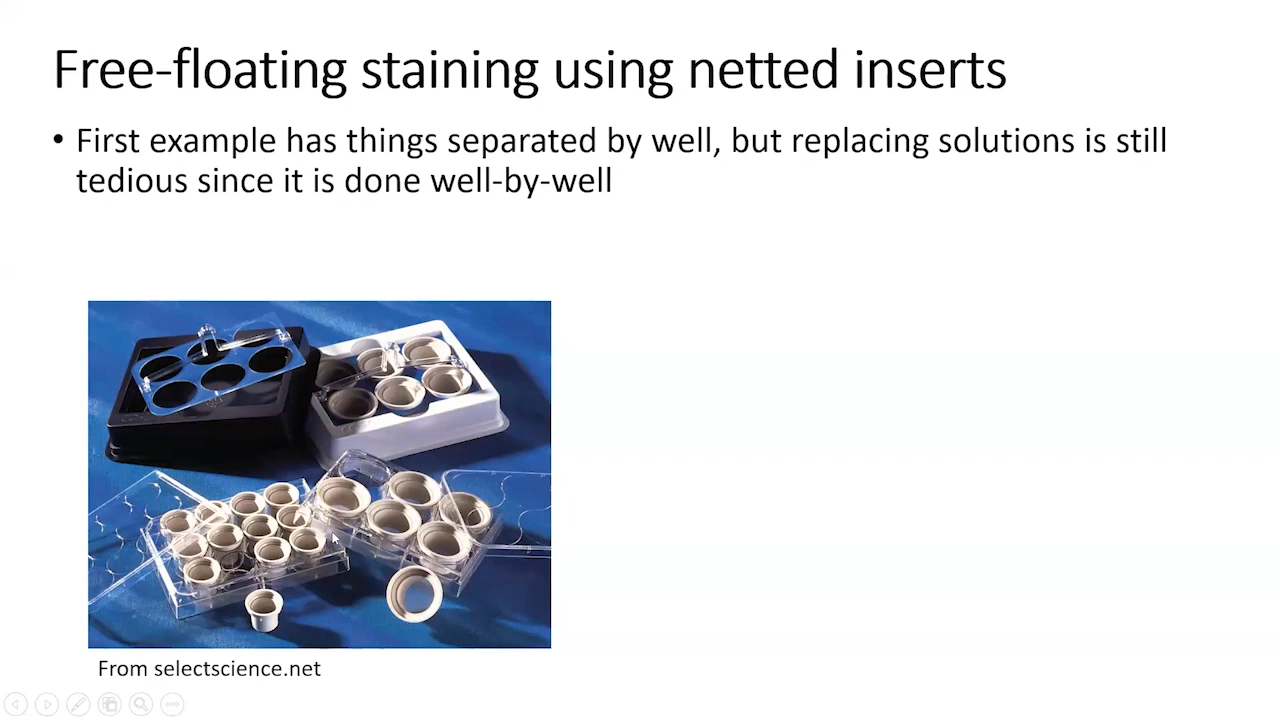 Free-floating staining using netted inserts
• First example has things separated by well, but replacing solutions is still
tedious since it is done well-by-well
From selectscience.net